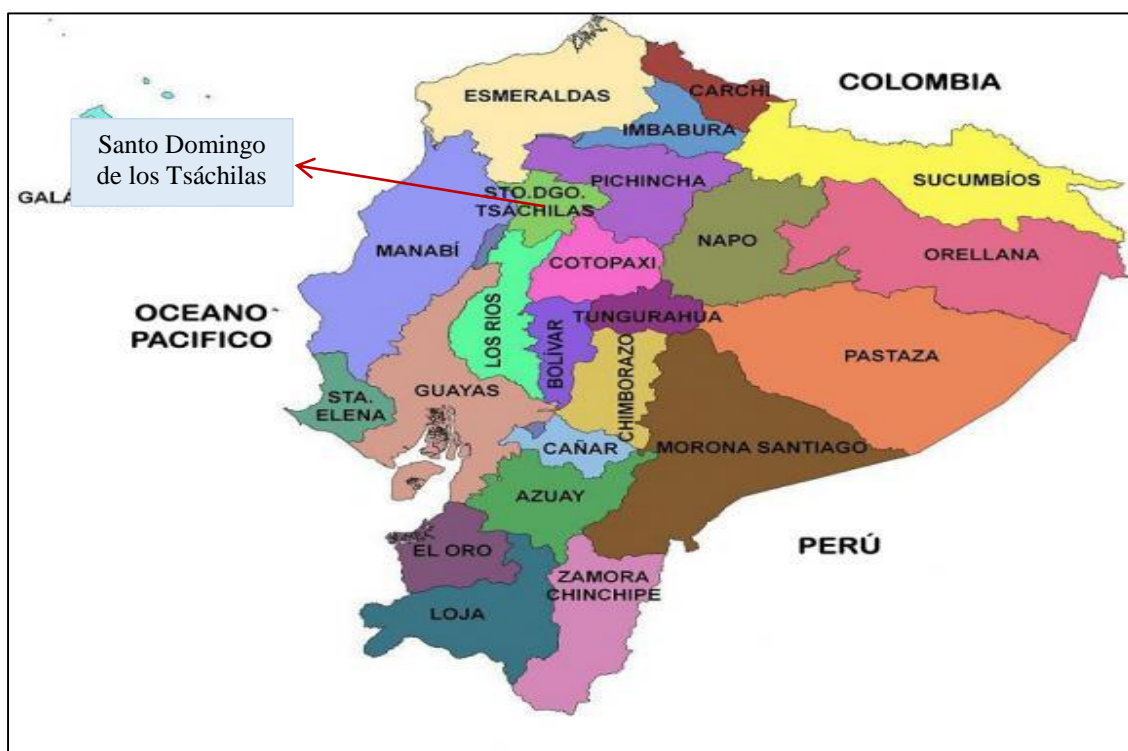 COLOMBIA
CARCHI
ESMERALDAS
IMBABURA
Santo Domingo
de los Tsáchilas
PICHINCHA
SUCUMBÍOS
GALÁ
STO.DGO.
TSACHILAS
NAPO
ORELLANA
MANABÍ
COTOPAXI
OCEANO
PACIFICO
TUNGURAHUA
LOS RIOS
BOLÍVAR
PASTAZA
CHIMBORAZO
GUAYAS
STA.
ELENA
CAÑAR
MORONA SANTIAGO
AZUAY
PERÚ
EL ORO
ZAMORA
CHINCHIPE
LOJA